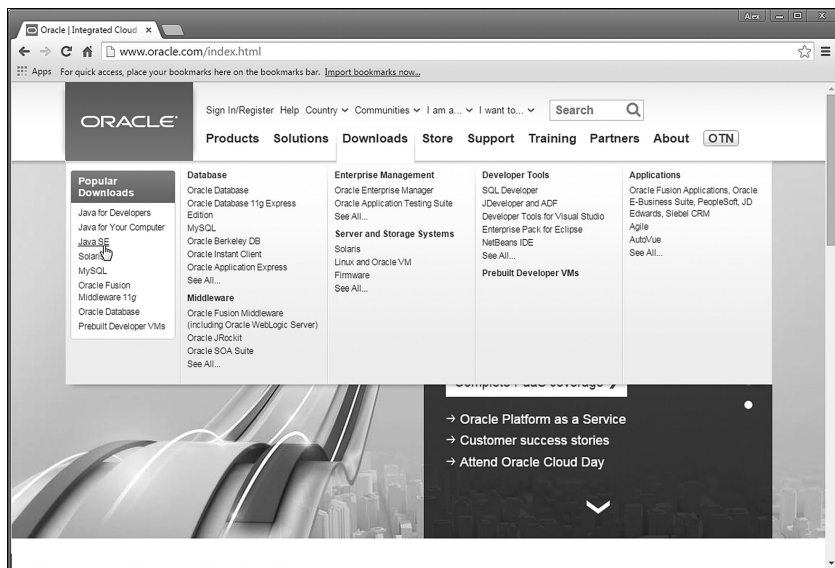 Alex
Oracle | Integrated Cloud
www.oracle.com/index.html
Apps For quick access, place your bookmarks here on the bookmarks bar. Import bookmarks now...
ORACLE
Sign In/Register Help Country Communities I am a... I want to... Search
Products Solutions Downloads Store Support Training Partners About OTN
Popular
Downloads
Java for Developers
Java for Your Computer
Java SE
Solaris
MySQL
Oracle Fusion
Middleware 11g
Oracle Database
Prebuilt Developer VMs
Database
Oracle Database
Oracle Database 11g Express
Edition
MySQL
Oracle Berkeley DB
Oracle Instant Client
Oracle Application Express
See All...
Middleware
Oracle Fusion Middleware
(including Oracle WebLogic Server)
Oracle JRockit
Oracle SOA Suite
See All...
Enterprise Management
Oracle Enterprise Manager
Oracle Application Testing Suite
See All...
Server and Storage Systems
Solaris
Linux and Oracle VM
Firmware
See All...
Developer Tools
SQL Developer
JDeveloper and ADF
Developer Tools for Visual Studio
Enterprise Pack for Eclipse
NetBeans IDE
See All...
Prebuilt Developer VMs
Applications
Oracle Fusion Applications, Oracle
E-Business Suite, PeopleSoft, JD
Edwards, Siebel CRM
Agile
AutoVue
See All...
Complete PaaS coverage
→ Oracle Platform as a Service
→ Customer success stories
→ Attend Oracle Cloud Day